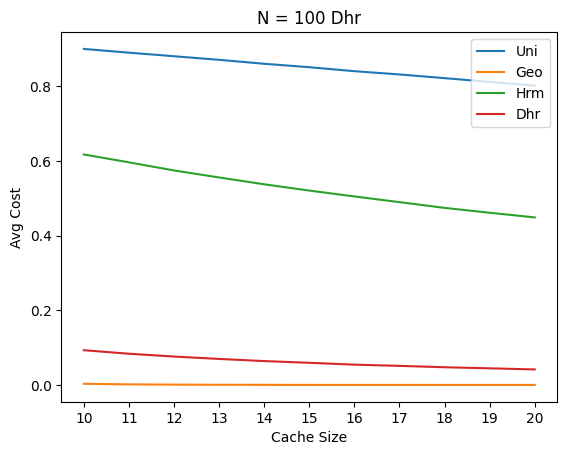 N = 100 Dhr
Uni
Geo
Hrm
Dhr
Avg Cost
0.8
0.6
0.4
0.2
0.0
10 11 12 13 14 15 16 17 18 19 20
Cache Size